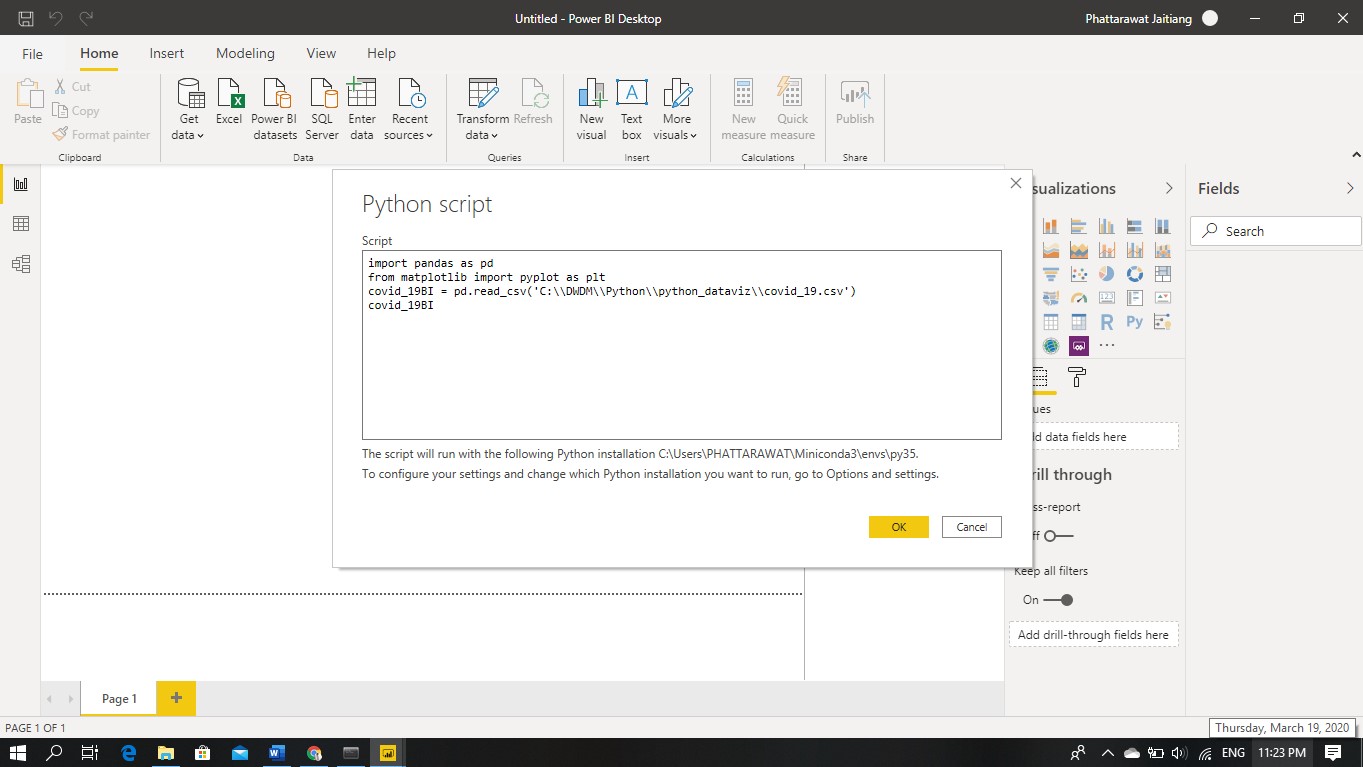 Untitled - Power BI Desktop
Phattarawat Jaitiang
File Home Insert Modeling View Help
Paste
Cut
Copy
Format painter
Clipboard
Get data
Excel
Power BI datasets
SQL Server
Enter data
Recent sources
Data
Transform data
Refresh
Queries
New visual
Text box
More visuals
Insert
New measure
Quick measure
Calculations
Publish
Share
Python script
Script
import pandas as pd
from matplotlib import pyplot as plt
covid_19BI = pd.read_csv('C:\\DWDM\\Python\\python_dataviz\\covid_19.csv')
covid_19BI
The script will run with the following Python installation C:\Users\PHATTARAWAT\Miniconda3\envs\py35.
To configure your settings and change which Python installation you want to run, go to Options and settings.
OK Cancel
sualizations
R Py
ues
d data fields here
rill through
ss-report
ff
Keep all filters
On
Add drill-through fields here
Fields
Search
Page 1
PAGE 1 OF 1
Thursday, March 19, 2020
ENG 11:23 PM